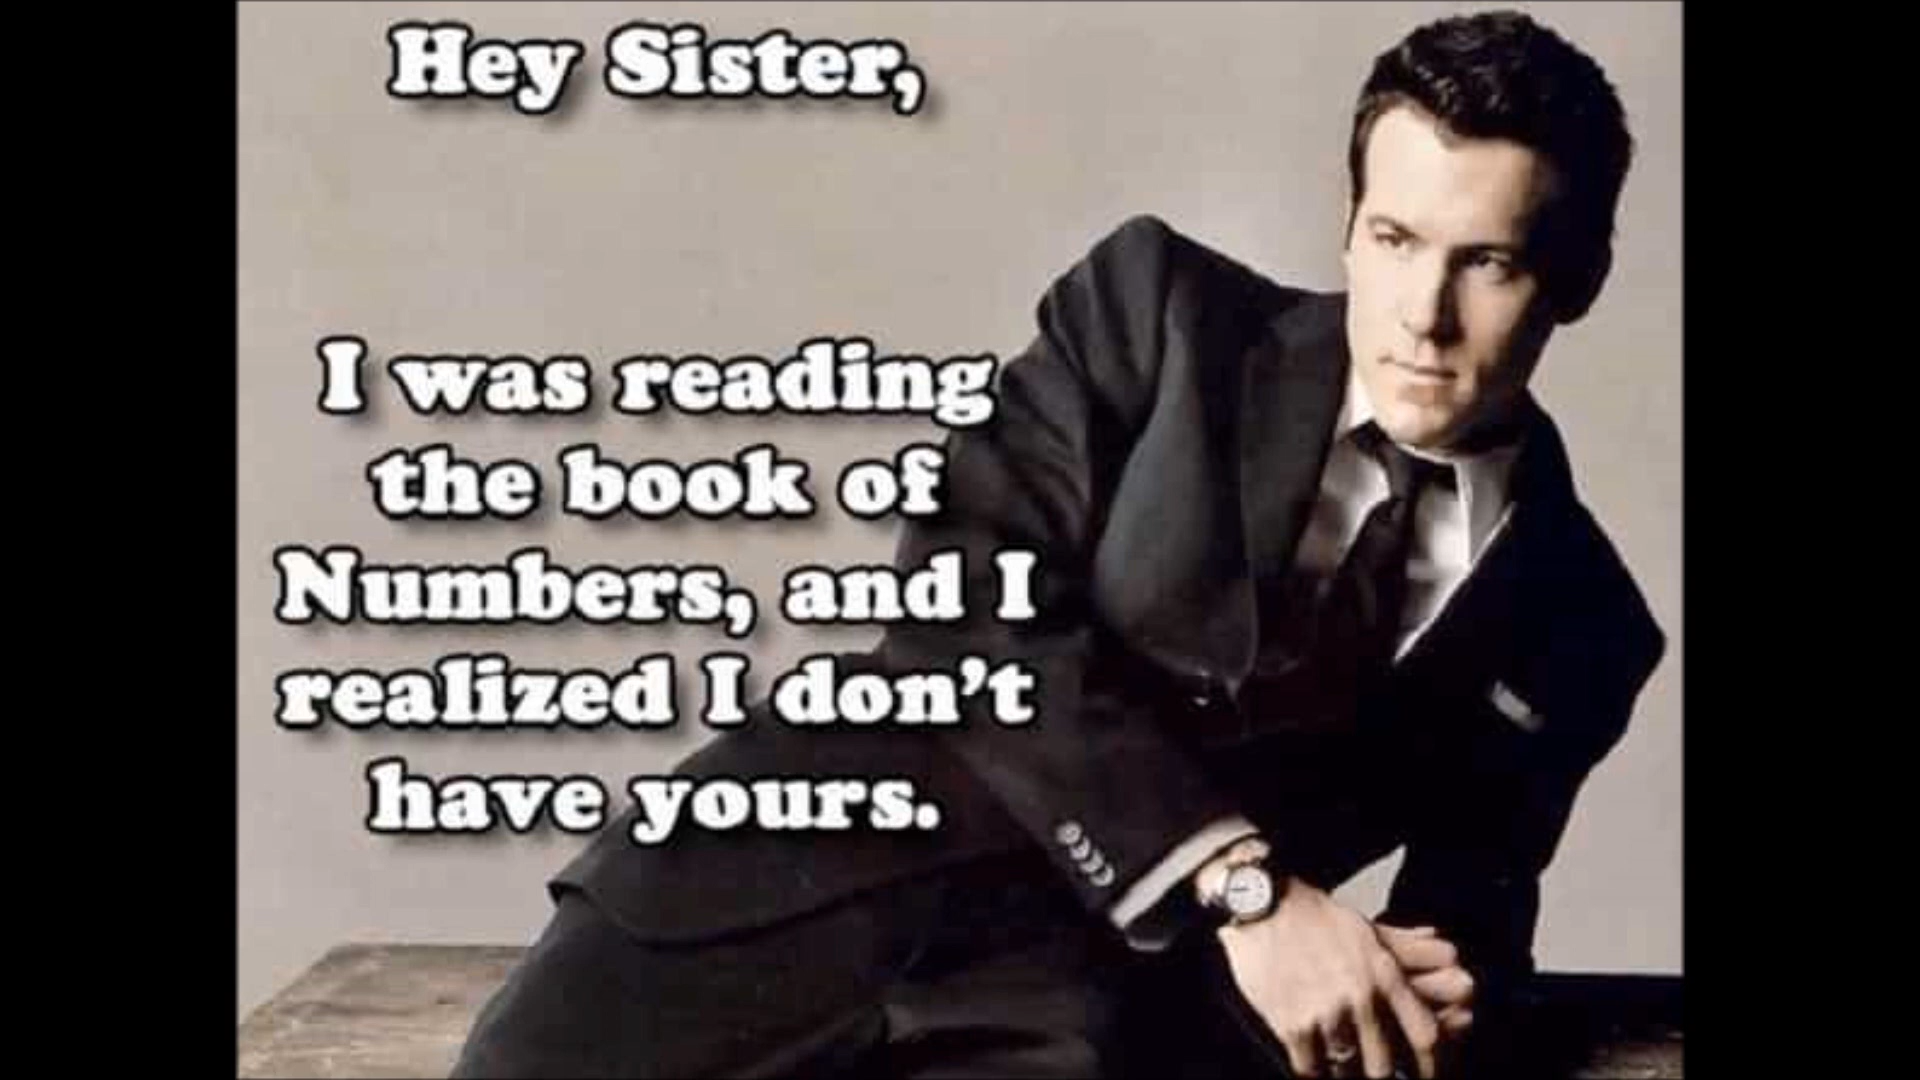 Hey Sister,
I was reading
the book of
Numbers, and I
realized I don't
have yours.